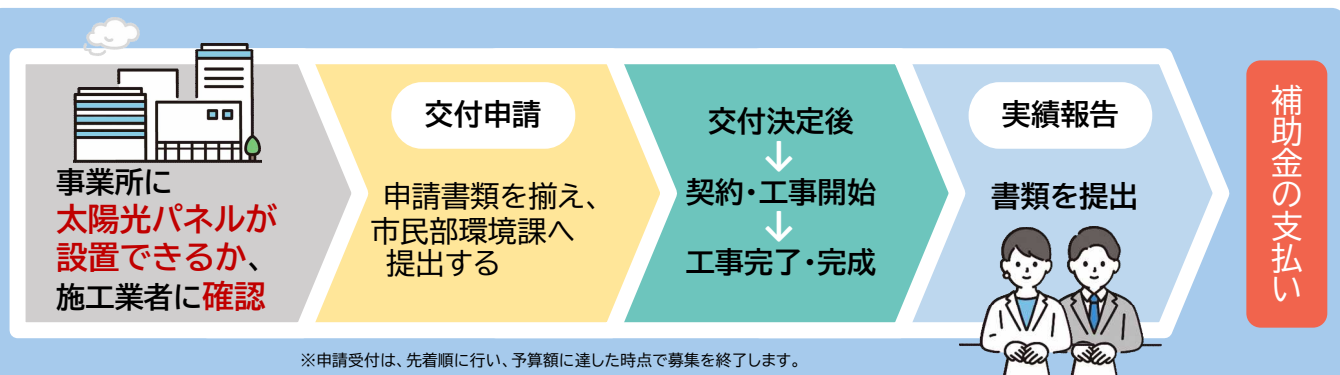 事業所に
太陽光パネルが
設置できるか、
施工業者に確認
交付申請
申請書類を揃え、
市民部環境課へ
提出する
交付決定後
↓
契約・工事開始
↓
工事完了・完成
実績報告
書類を提出
補助金の支払い
※申請受付は、先着順に行い、予算額に達した時点で募集を終了します。